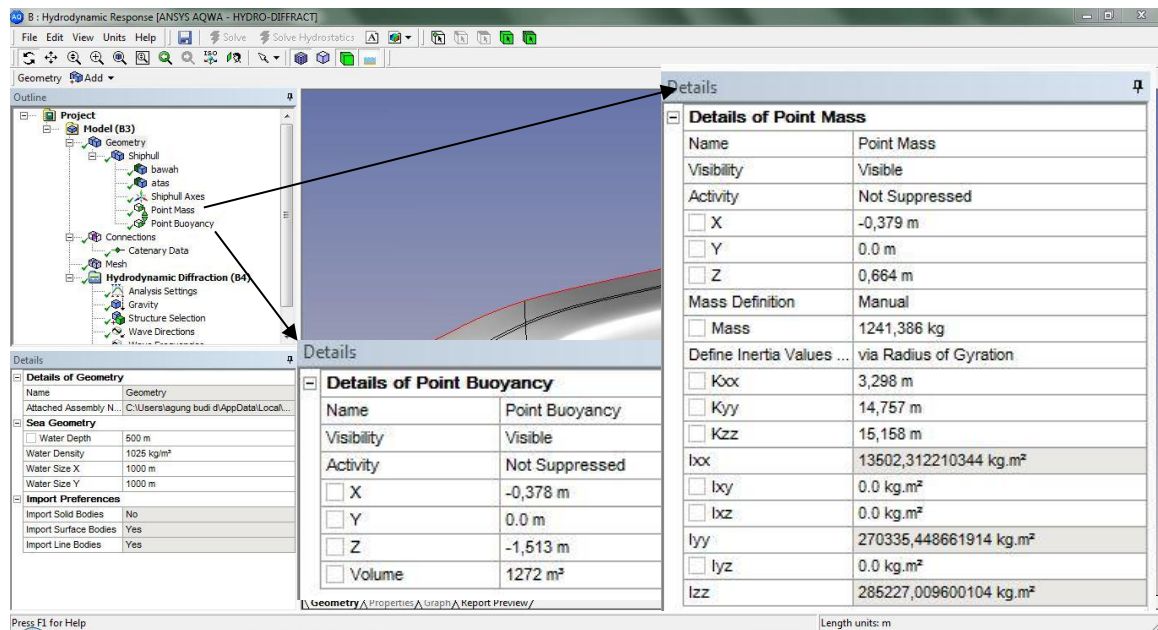 B : Hydrodynamic Response [ANSYS AQWA - HYDRO-DIFFRACT]
File Edit View Units Help Solve Solve Hydrostatics A
ISO
Geometry Add
Outline
Project
Model (B3)
Geometry
Shiphull
bawah
atas
Shiphull Axes
Point Mass
Point Buoyancy
Connections
Catenary Data
Mesh
Hydrodynamic Diffraction (B4)
Analysis Settings
Gravity
Structure Selection
Wave Directions
Wave Frequencies
Details
Details of Geometry
Name Geometry
Attached Assembly N... C:\Users\agung budi d\AppData\Local\...
Sea Geometry
Water Depth 500 m
Water Density 1025 kg/m³
Water Size X 1000 m
Water Size Y 1000 m
Import Preferences
Import Solid Bodies No
Import Surface Bodies Yes
Import Line Bodies Yes
Details
Details of Point Buoyancy
Name Point Buoyancy
Visibility Visible
Activity Not Suppressed
X -0,378 m
Y 0.0 m
Z -1,513 m
Volume 1272 m³
Details
Details of Point Mass
Name Point Mass
Visibility Visible
Activity Not Suppressed
X -0,379 m
Y 0.0 m
Z 0,664 m
Mass Definition Manual
Mass 1241,386 kg
Define Inertia Values ... via Radius of Gyration
Kxx 3,298 m
Kyy 14,757 m
Kzz 15,158 m
Ixx 13502,312210344 kg.m²
Ixy 0.0 kg.m²
Ixz 0.0 kg.m²
Iyy 270335,448661914 kg.m²
Iyz 0.0 kg.m²
Izz 285227,009600104 kg.m²
Geometry Properties Graph Report Preview
Press F1 for Help Length units: m